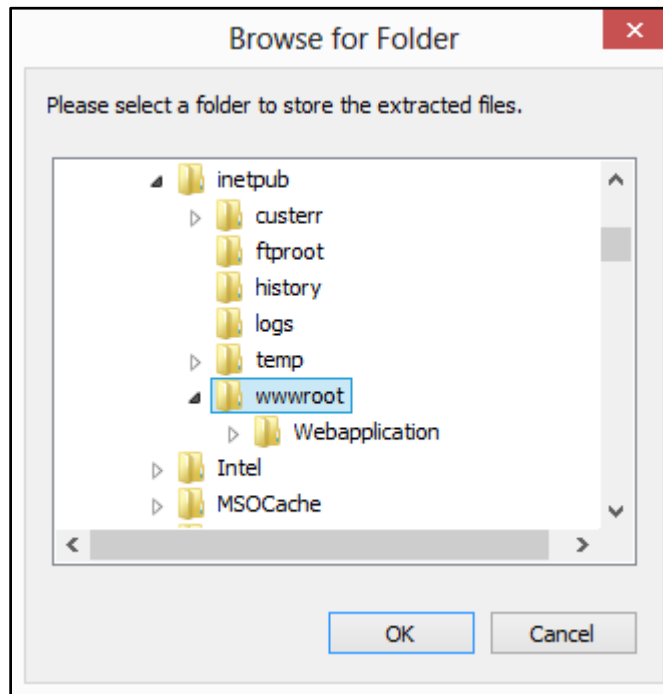 Browse for Folder
Please select a folder to store the extracted files.
inetpub
custerr
ftproot
history
logs
temp
wwwroot
Webapplication
Intel
MSOCache
OK Cancel